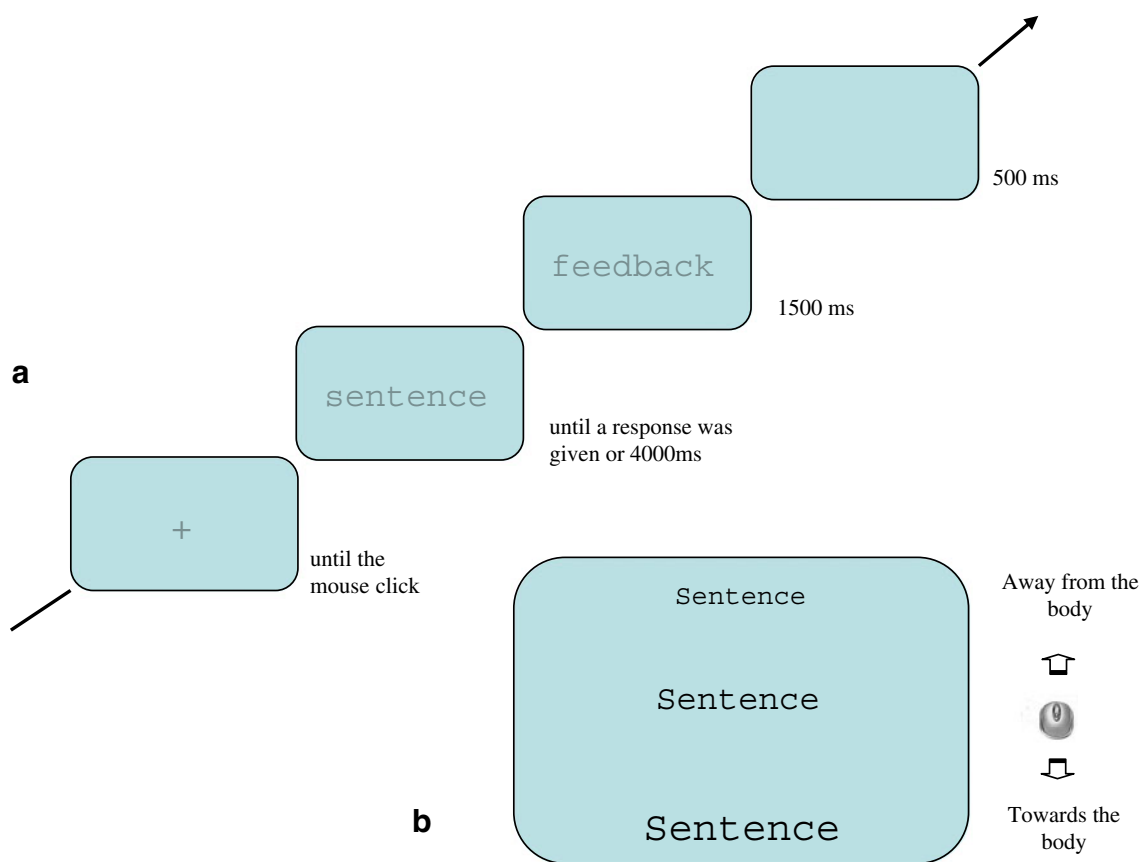 500 ms
feedback
1500 ms
a
sentence
until a response was
given or 4000ms
+
until the
mouse click
Sentence
Away from the
body
Sentence
b
Sentence
Towards the
body